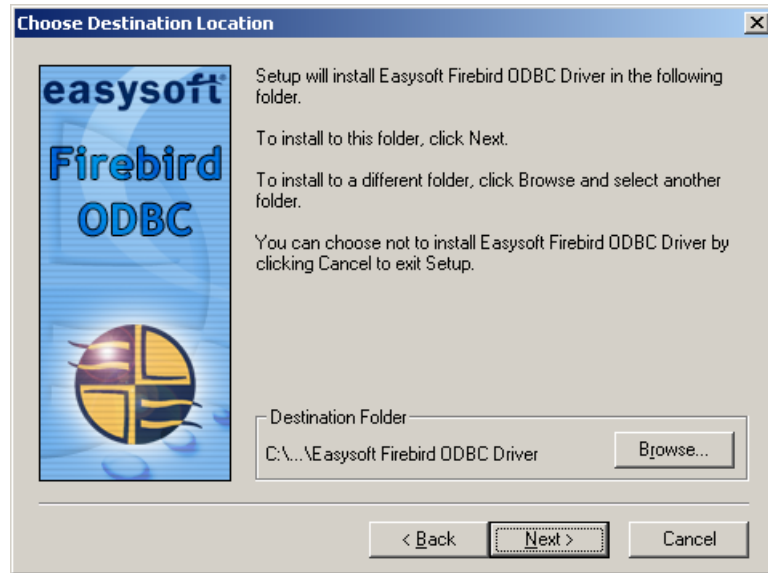 Choose Destination Location
easysoft
Firebird
ODBC
Setup will install Easysoft Firebird ODBC Driver in the following
folder.
To install to this folder, click Next.
To install to a different folder, click Browse and select another
folder.
You can choose not to install Easysoft Firebird ODBC Driver by
clicking Cancel to exit Setup.
Destination Folder
C:\...\Easysoft Firebird ODBC Driver
Browse...
< Back
Next >
Cancel